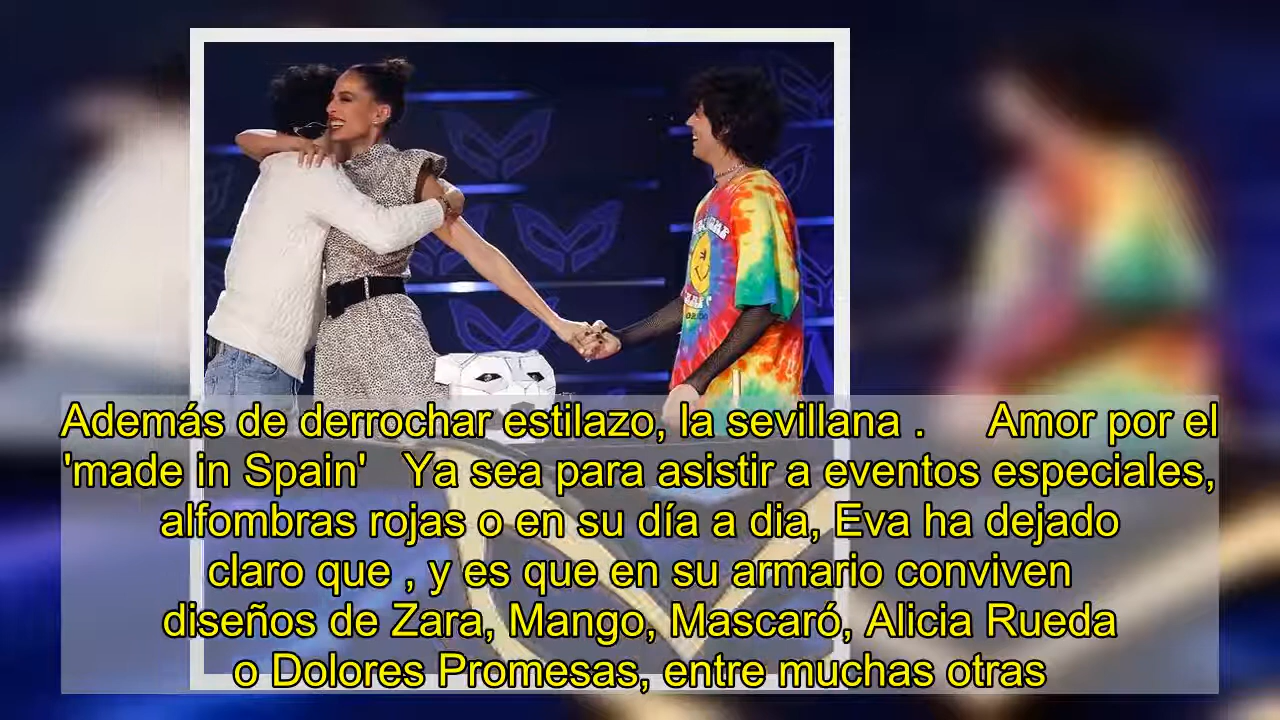 Además de derrochar estilazo, la sevillana . Amor por el
'made in Spain' Ya sea para asistir a eventos especiales,
alfombras rojas o en su día a dia, Eva ha dejado
claro que , y es que en su armario conviven
diseños de Zara, Mango, Mascaró, Alicia Rueda
o Dolores Promesas, entre muchas otras